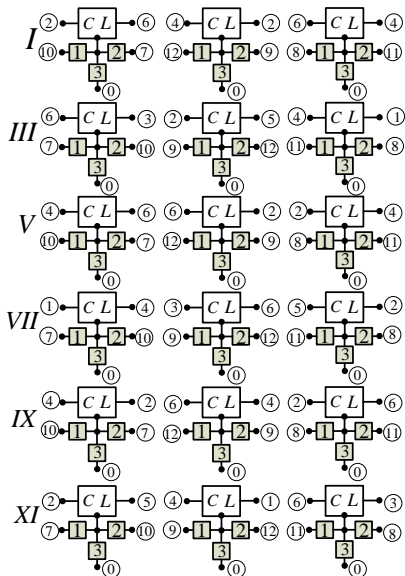 2 C L 6 4 C L 2 6 C L 4
I 10 1 2 7 12 1 2 9 8 1 2 11
3 3 3
0 0 0
6 C L 3 2 C L 5 4 C L 1
III 7 1 2 10 9 1 2 12 11 1 2 8
3 3 3
0 0 0
4 C L 6 6 C L 2 2 C L 4
V 10 1 2 7 12 1 2 9 8 1 2 11
3 3 3
0 0 0
1 C L 4 3 C L 6 5 C L 2
VII 7 1 2 10 9 1 2 12 11 1 2 8
3 3 3
0 0 0
4 C L 2 6 C L 4 2 C L 6
IX 10 1 2 7 12 1 2 9 8 1 2 11
3 3 3
0 0 0
2 C L 5 4 C L 1 6 C L 3
XI 7 1 2 10 9 1 2 12 11 1 2 8
3 3 3
0 0 0